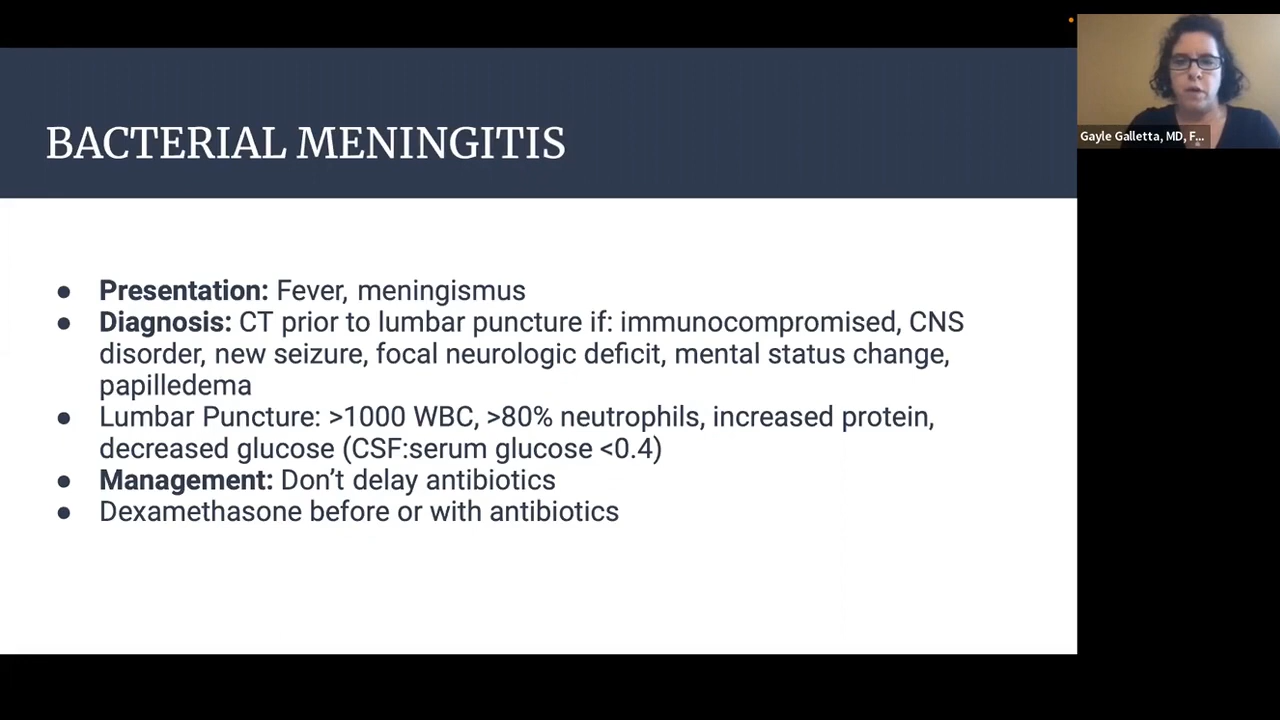 BACTERIAL MENINGITIS
● Presentation: Fever, meningismus
● Diagnosis: CT prior to lumbar puncture if: immunocompromised, CNS
disorder, new seizure, focal neurologic deficit, mental status change,
papilledema
● Lumbar Puncture: >1000 WBC, >80% neutrophils, increased protein,
decreased glucose (CSF:serum glucose <0.4)
● Management: Don’t delay antibiotics
● Dexamethasone before or with antibiotics
Gayle Galletta, MD, F...